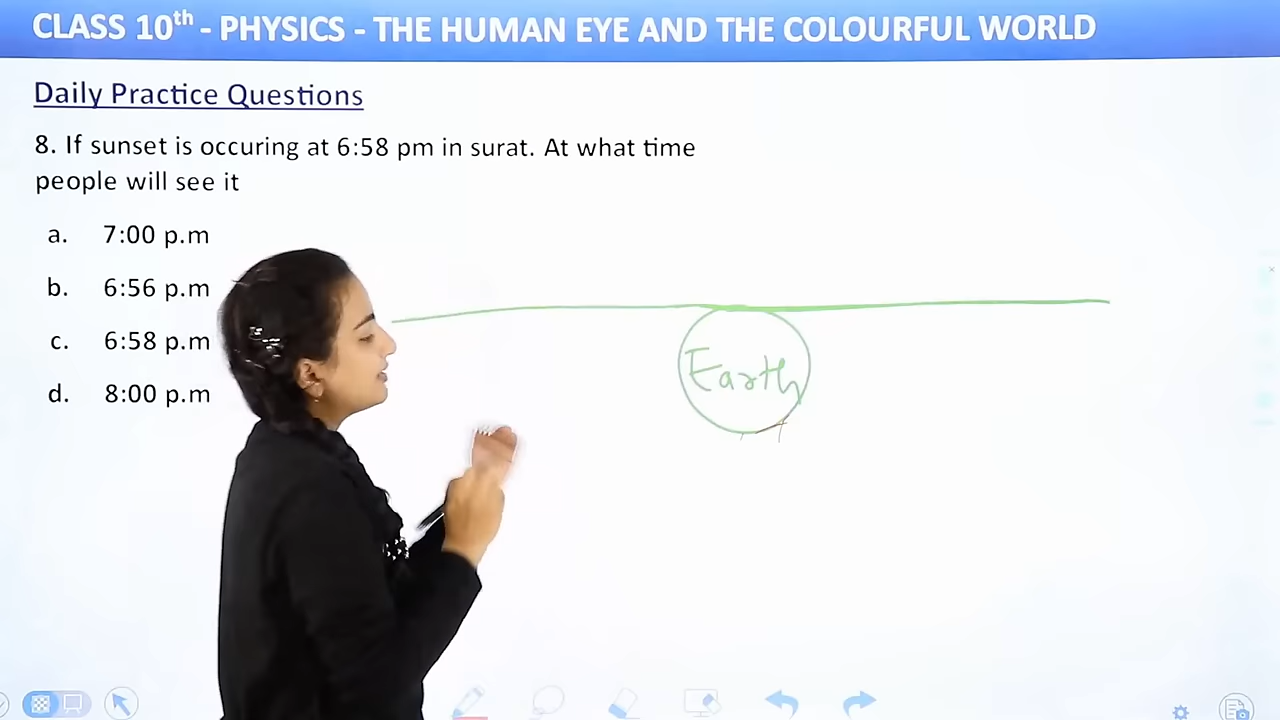 CLASS 10th - PHYSICS - THE HUMAN EYE AND THE COLOURFUL WORLD
Daily Practice Questions
8. If sunset is occuring at 6:58 pm in surat. At what time
people will see it
a. 7:00 p.m
b. 6:56 p.m
c. 6:58 p.m
d. 8:00 p.m
Earth